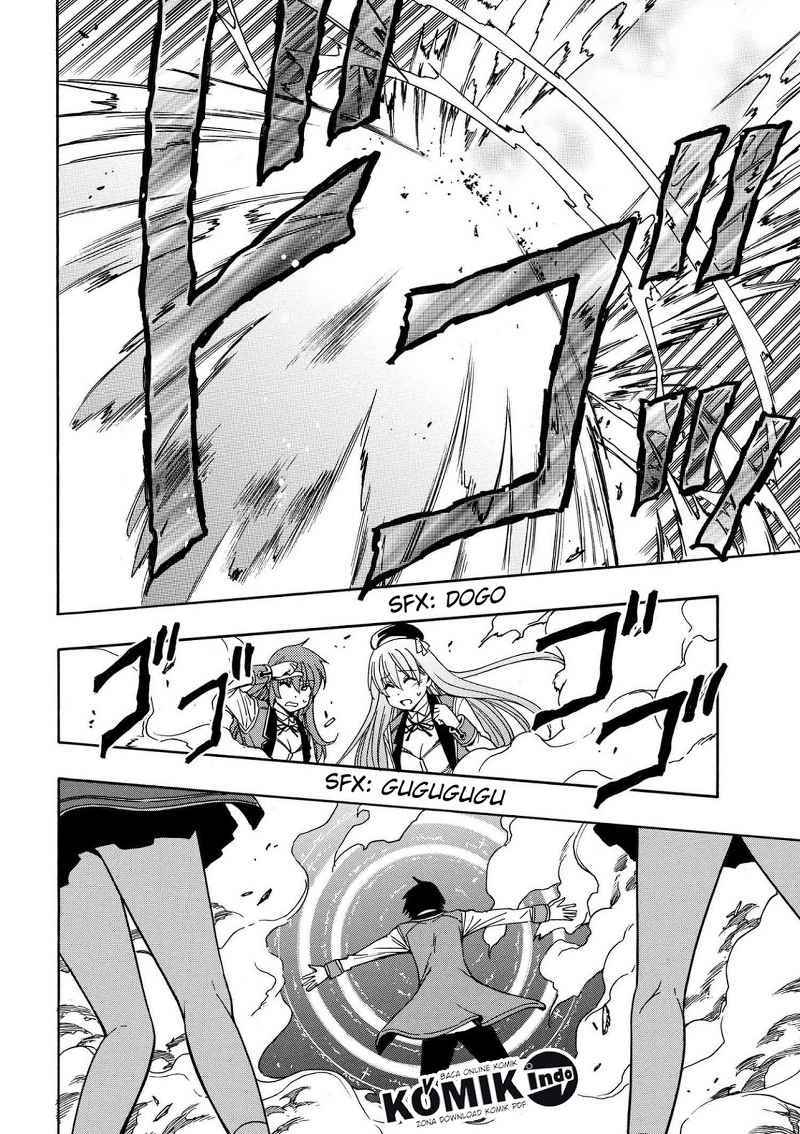 ドゴッ
SFX: DOGO
ゴゴゴゴ
SFX: GUGUGUGU
BACA ONLINE KOMIK
KOMIK Indo
ZONA DOWNLOAD KOMIK PDF